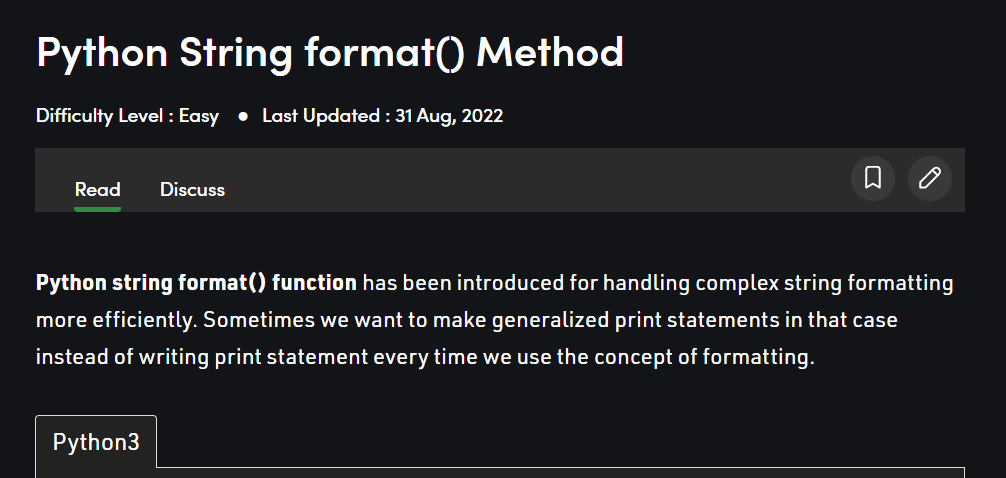 Python String format() Method
Difficulty Level : Easy ● Last Updated : 31 Aug, 2022
Read Discuss
Python string format() function has been introduced for handling complex string formatting
more efficiently. Sometimes we want to make generalized print statements in that case
instead of writing print statement every time we use the concept of formatting.
Python3